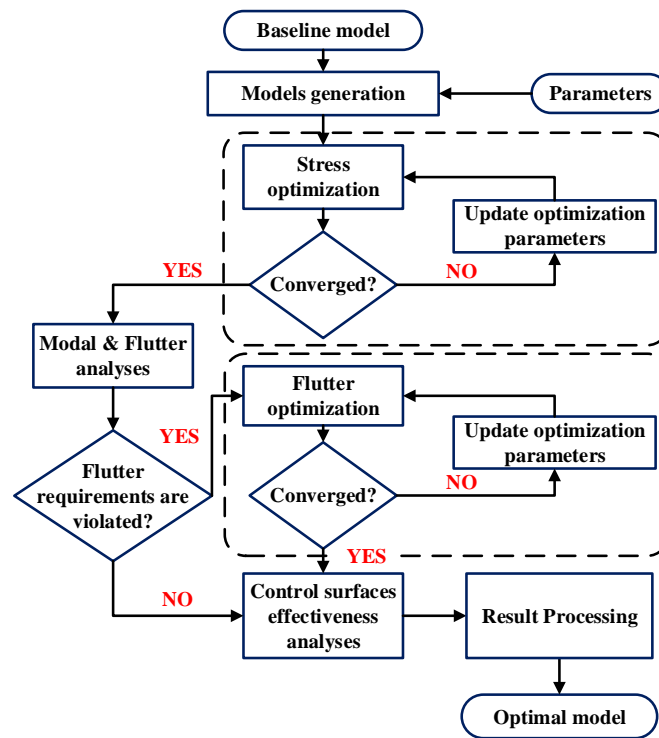 Baseline model
Models generation
Parameters
Stress
optimization
Update optimization
parameters
YES
Converged?
NO
Modal & Flutter
analyses
Flutter
optimization
YES
Update optimization
parameters
Flutter
requirements are
violated?
Converged?
NO
YES
NO
Control surfaces
effectiveness
analyses
Result Processing
Optimal model